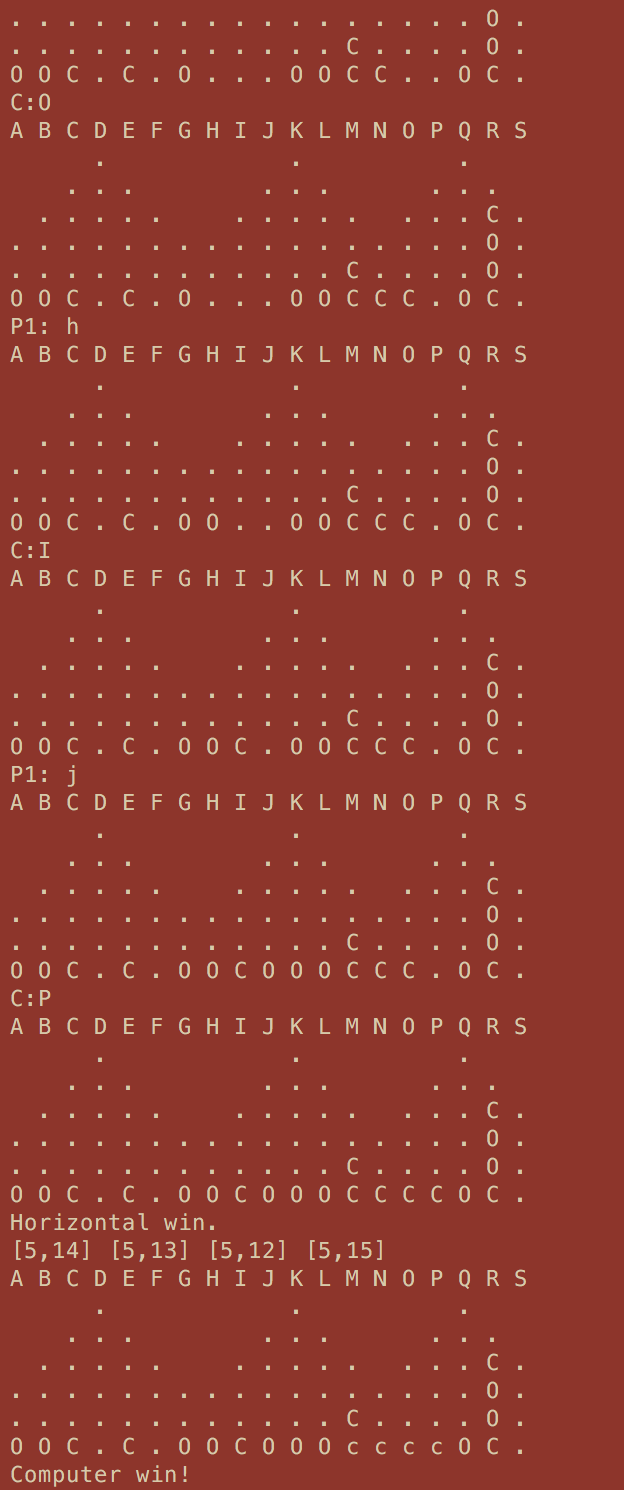 . . . . . . . . . . . . . . . . . O .
. . . . . . . . . . . . C . . . . O .
O O C . C . O . . . O O C C . . O C .
C:O
A B C D E F G H I J K L M N O P Q R S
      .             .           .
    . . .         . . .       . . .
  . . . . .     . . . . .   . . . C .
. . . . . . . . . . . . . . . . . O .
. . . . . . . . . . . . C . . . . O .
O O C . C . O . . . O O C C C . O C .
P1: h
A B C D E F G H I J K L M N O P Q R S
      .             .           .
    . . .         . . .       . . .
  . . . . .     . . . . .   . . . C .
. . . . . . . . . . . . . . . . . O .
. . . . . . . . . . . . C . . . . O .
O O C . C . O O . . O O C C C . O C .
C:I
A B C D E F G H I J K L M N O P Q R S
      .             .           .
    . . .         . . .       . . .
  . . . . .     . . . . .   . . . C .
. . . . . . . . . . . . . . . . . O .
. . . . . . . . . . . . C . . . . O .
O O C . C . O O C . O O C C C . O C .
P1: j
A B C D E F G H I J K L M N O P Q R S
      .             .           .
    . . .         . . .       . . .
  . . . . .     . . . . .   . . . C .
. . . . . . . . . . . . . . . . . O .
. . . . . . . . . . . . C . . . . O .
O O C . C . O O C O O O C C C . O C .
C:P
A B C D E F G H I J K L M N O P Q R S
      .             .           .
    . . .         . . .       . . .
  . . . . .     . . . . .   . . . C .
. . . . . . . . . . . . . . . . . O .
. . . . . . . . . . . . C . . . . O .
O O C . C . O O C O O O C C C C O C .
Horizontal win.
[5,14] [5,13] [5,12] [5,15]
A B C D E F G H I J K L M N O P Q R S
      .             .           .
    . . .         . . .       . . .
  . . . . .     . . . . .   . . . C .
. . . . . . . . . . . . . . . . . O .
. . . . . . . . . . . . C . . . . O .
O O C . C . O O C O O O c c c c O C .
Computer win!